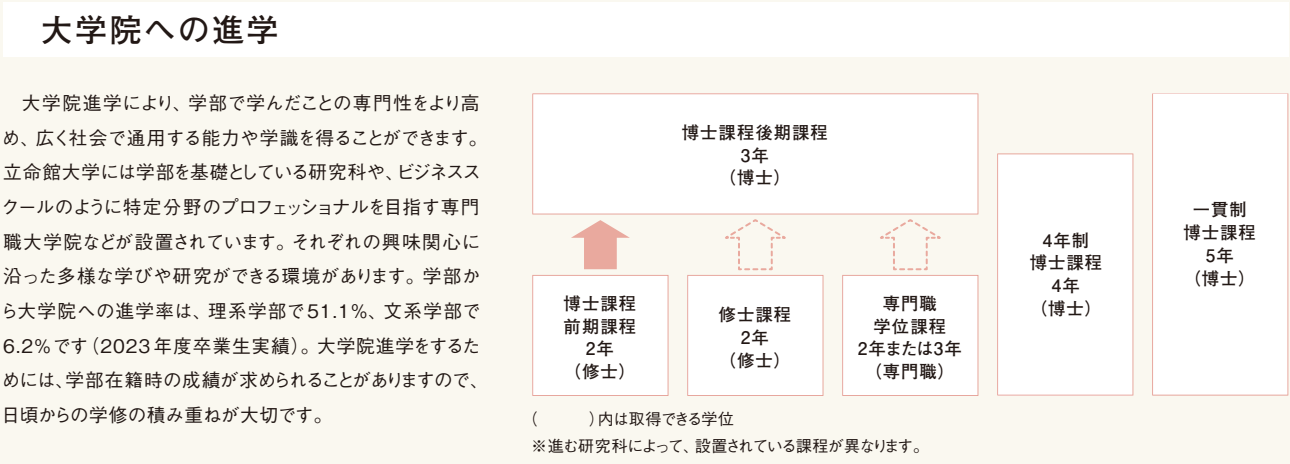 大学院への進学
大学院進学により、学部で学んだことの専門性をより高
め、広く社会で通用する能力や学識を得ることができます。
立命館大学には学部を基礎としている研究科や、ビジネスス
クールのように特定分野のプロフェッショナルを目指す専門
職大学院などが設置されています。それぞれの興味関心に
沿った多様な学びや研究ができる環境があります。学部か
ら大学院への進学率は、理系学部で51.1%、文系学部で
6.2%です（2023年度卒業生実績）。大学院進学をするた
めには、学部在籍時の成績が求められることがありますので、
日頃からの学修の積み重ねが大切です。
博士課程後期課程
3年
（博士）
博士課程
前期課程
2年
（修士）
修士課程
2年
（修士）
専門職
学位課程
2年または3年
（専門職）
4年制
博士課程
4年
（博士）
一貫制
博士課程
5年
（博士）
（　　　）内は取得できる学位
※進む研究科によって、設置されている課程が異なります。